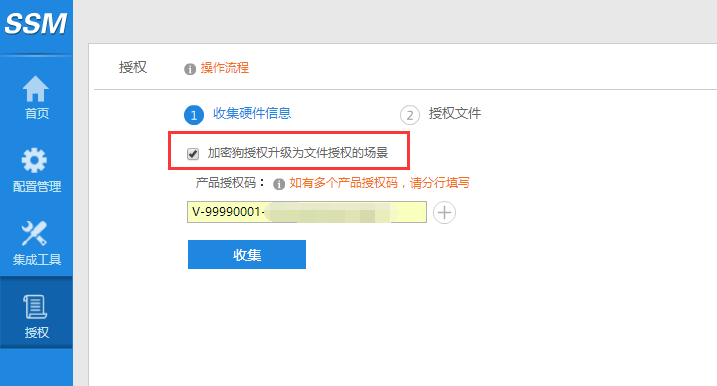 SSM
首页
配置管理
集成工具
授权
授权 操作流程
1 收集硬件信息 2 授权文件
加密狗授权升级为文件授权的场景
产品授权码： 如有多个产品授权码，请分行填写
V-99990001-
收集